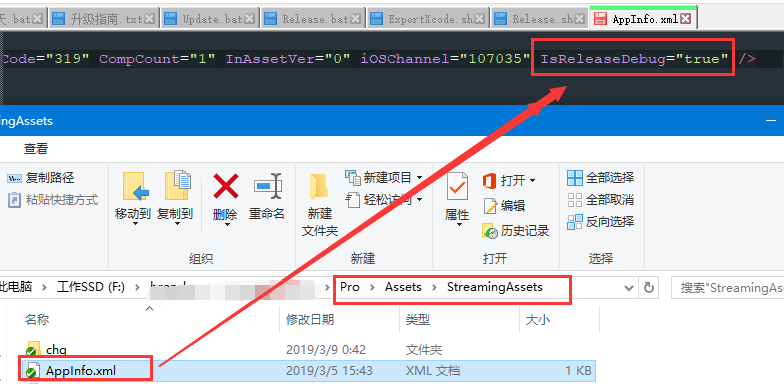 天.bat 升级指南.txt Update.bat Release.bat ExportXcode.sh Release.sh AppInfo.xml
Code="319" CompCount="1" InAssetVer="0" iOSChannel="107035" IsReleaseDebug="true" />
ingAssets
查看
复制路径
粘贴快捷方式
移动到 复制到 删除 重命名
组织
新建
文件夹
新建项目
轻松访问
新建
属性
打开
编辑
历史记录
打开
全部选择
全部取消
反向选择
选择
此电脑 工作SSD (F:) Pro Assets StreamingAssets 搜索"StreamingAs
名称 修改日期 类型 大小
chq 2019/3/9 0:42 文件夹
AppInfo.xml 2019/3/5 15:43 XML 文档 1 KB